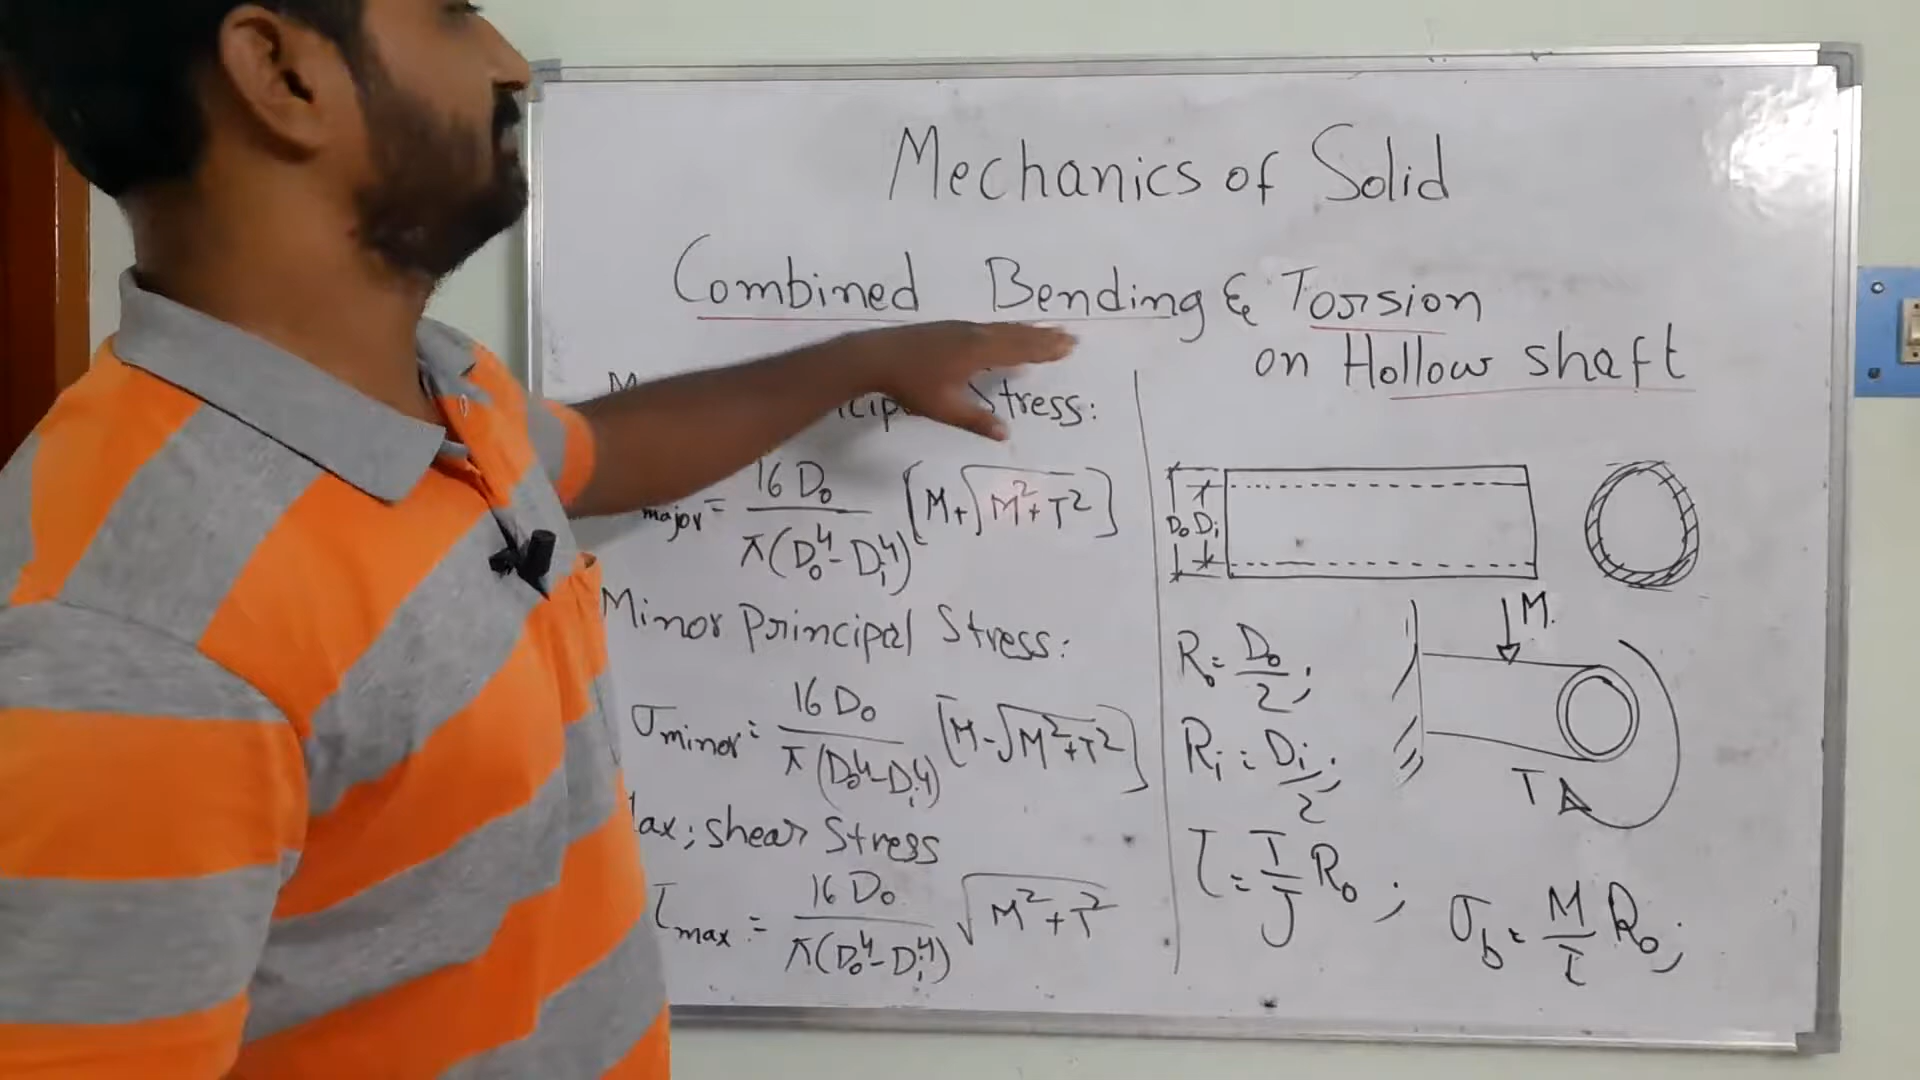 Mechanics of Solid
Combined Bending & Torsion
on Hollow shaft
Stress:
major = 16 D₀ / π(D₀⁴ - Dᵢ⁴) [M + √(M² + T²)]
Minor Principal Stress:
σminor = 16 D₀ / π(D₀⁴ - Dᵢ⁴) [M - √(M² + T²)]
ax; shear Stress
τmax = 16 D₀ / π(D₀⁴ - Dᵢ⁴) √(M² + T²)
D₀ Dᵢ
M.
R₀ = D₀/2;
Rᵢ = Dᵢ/2;
T
τ = T/J R₀;
σb = M/I R₀;